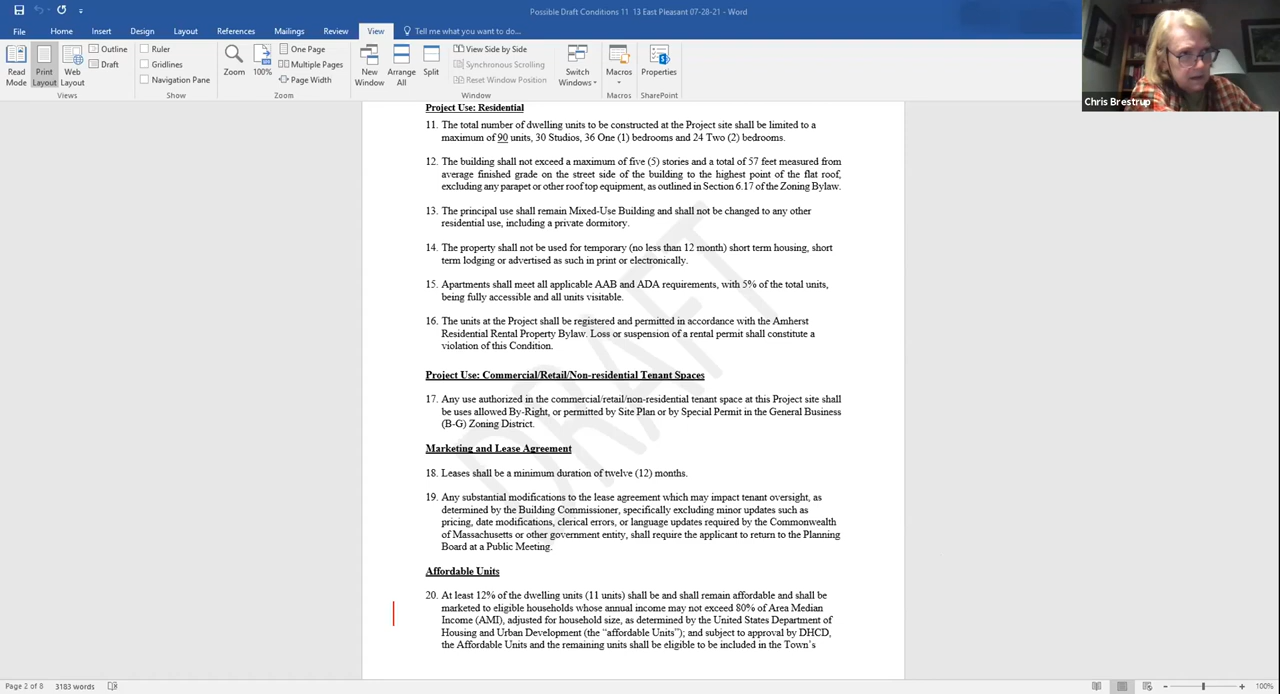 Possible Draft Conditions 11 13 East Pleasant 07-28-21 - Word
File Home Insert Design Layout References Mailings Review View Tell me what you want to do...
Read Mode
Print Layout
Web Layout
Outline
Draft
Views
Ruler
Gridlines
Navigation Pane
Show
Zoom
100%
One Page
Multiple Pages
Page Width
Zoom
New Window
Arrange All
Split
View Side by Side
Synchronous Scrolling
Reset Window Position
Window
Switch Windows
Macros
Macros
Properties
SharePoint
Chris Brestrup
Project Use: Residential
11. The total number of dwelling units to be constructed at the Project site shall be limited to a
maximum of 90 units, 30 Studios, 36 One (1) bedrooms and 24 Two (2) bedrooms.
12. The building shall not exceed a maximum of five (5) stories and a total of 57 feet measured from
average finished grade on the street side of the building to the highest point of the flat roof,
excluding any parapet or other roof top equipment, as outlined in Section 6.17 of the Zoning Bylaw.
13. The principal use shall remain Mixed-Use Building and shall not be changed to any other
residential use, including a private dormitory.
14. The property shall not be used for temporary (no less than 12 month) short term housing, short
term lodging or advertised as such in print or electronically.
15. Apartments shall meet all applicable AAB and ADA requirements, with 5% of the total units,
being fully accessible and all units visitable.
16. The units at the Project shall be registered and permitted in accordance with the Amherst
Residential Rental Property Bylaw. Loss or suspension of a rental permit shall constitute a
violation of this Condition.
Project Use: Commercial/Retail/Non-residential Tenant Spaces
17. Any use authorized in the commercial/retail/non-residential tenant space at this Project site shall
be uses allowed By-Right, or permitted by Site Plan or by Special Permit in the General Business
(B-G) Zoning District.
Marketing and Lease Agreement
18. Leases shall be a minimum duration of twelve (12) months.
19. Any substantial modifications to the lease agreement which may impact tenant oversight, as
determined by the Building Commissioner, specifically excluding minor updates such as
pricing, date modifications, clerical errors, or language updates required by the Commonwealth
of Massachusetts or other government entity, shall require the applicant to return to the Planning
Board at a Public Meeting.
Affordable Units
20. At least 12% of the dwelling units (11 units) shall be and shall remain affordable and shall be
marketed to eligible households whose annual income may not exceed 80% of Area Median
Income (AMI), adjusted for household size, as determined by the United States Department of
Housing and Urban Development (the “affordable Units”); and subject to approval by DHCD,
the Affordable Units and the remaining units shall be eligible to be included in the Town’s
DRAFT
Page 2 of 8 3183 words
100%